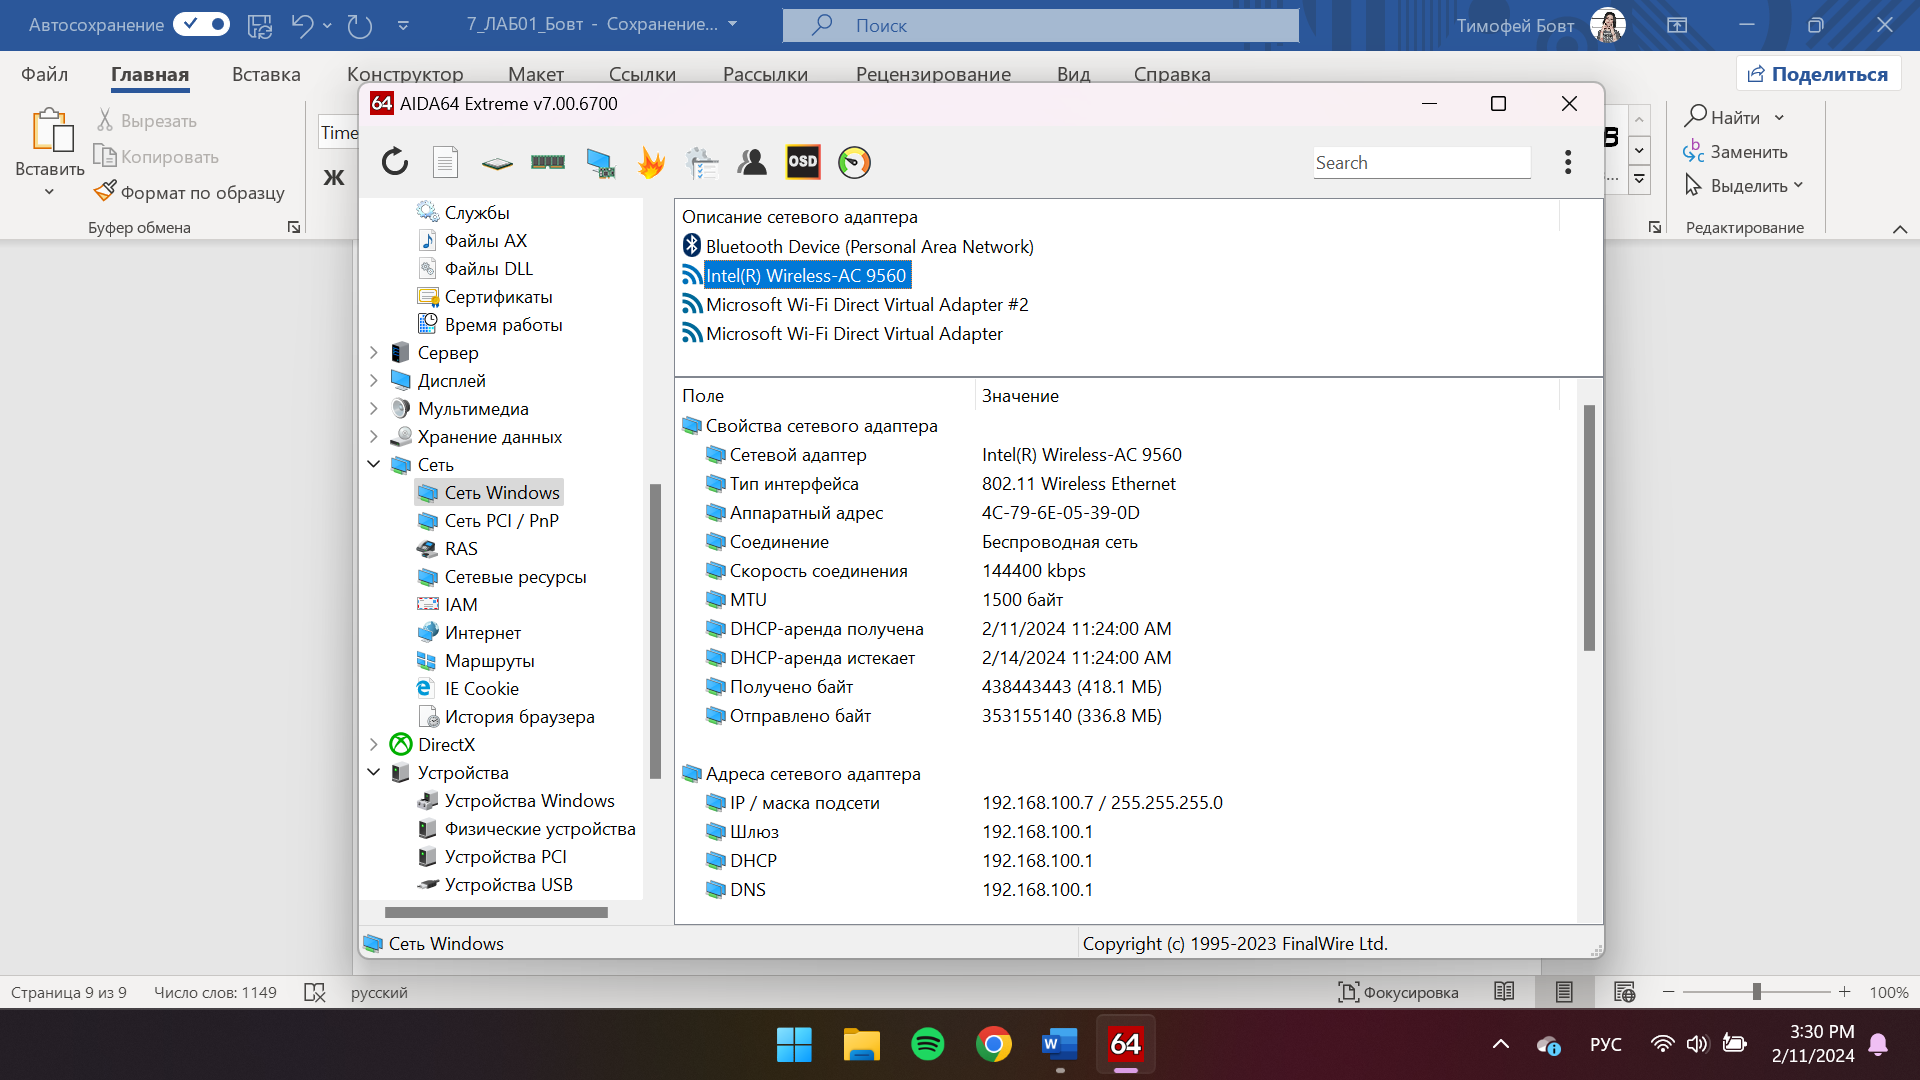 Автосохранение
7_ЛАБ01_Бовт - Сохранение...
Поиск
Тимофей Бовт
Файл Главная Вставка Конструктор Макет Ссылки Рассылки Рецензирование Вид Справка
Поделиться
Вставить
Вырезать
Копировать
Формат по образцу
Буфер обмена
Time
Ж
Найти
Заменить
Выделить
Редактирование
64 AIDA64 Extreme v7.00.6700
OSD
Search
Службы
Файлы AX
Файлы DLL
Сертификаты
Время работы
Сервер
Дисплей
Мультимедиа
Хранение данных
Сеть
Сеть Windows
Сеть PCI / PnP
RAS
Сетевые ресурсы
IAM
Интернет
Маршруты
IE Cookie
История браузера
DirectX
Устройства
Устройства Windows
Физические устройства
Устройства PCI
Устройства USB
Описание сетевого адаптера
Bluetooth Device (Personal Area Network)
Intel(R) Wireless-AC 9560
Microsoft Wi-Fi Direct Virtual Adapter #2
Microsoft Wi-Fi Direct Virtual Adapter
Поле Значение
Свойства сетевого адаптера
Сетевой адаптер Intel(R) Wireless-AC 9560
Тип интерфейса 802.11 Wireless Ethernet
Аппаратный адрес 4C-79-6E-05-39-0D
Соединение Беспроводная сеть
Скорость соединения 144400 kbps
MTU 1500 байт
DHCP-аренда получена 2/11/2024 11:24:00 AM
DHCP-аренда истекает 2/14/2024 11:24:00 AM
Получено байт 438443443 (418.1 МБ)
Отправлено байт 353155140 (336.8 МБ)
Адреса сетевого адаптера
IP / маска подсети 192.168.100.7 / 255.255.255.0
Шлюз 192.168.100.1
DHCP 192.168.100.1
DNS 192.168.100.1
Сеть Windows
Copyright (c) 1995-2023 FinalWire Ltd.
Страница 9 из 9 Число слов: 1149 русский
Фокусировка
100%
W
64
РУС
3:30 PM
2/11/2024